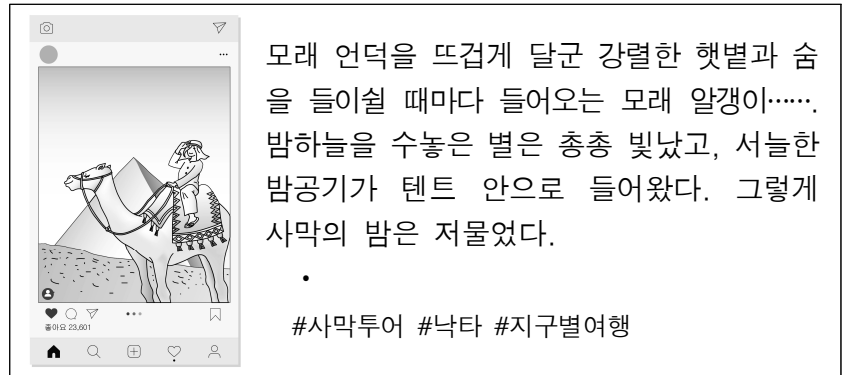 좋아요 23,601
모래 언덕을 뜨겁게 달군 강렬한 햇볕과 숨
을 들이쉴 때마다 들어오는 모래 알갱이…….
밤하늘을 수놓은 별은 총총 빛났고, 서늘한
밤공기가 텐트 안으로 들어왔다. 그렇게
사막의 밤은 저물었다.
•
#사막투어 #낙타 #지구별여행